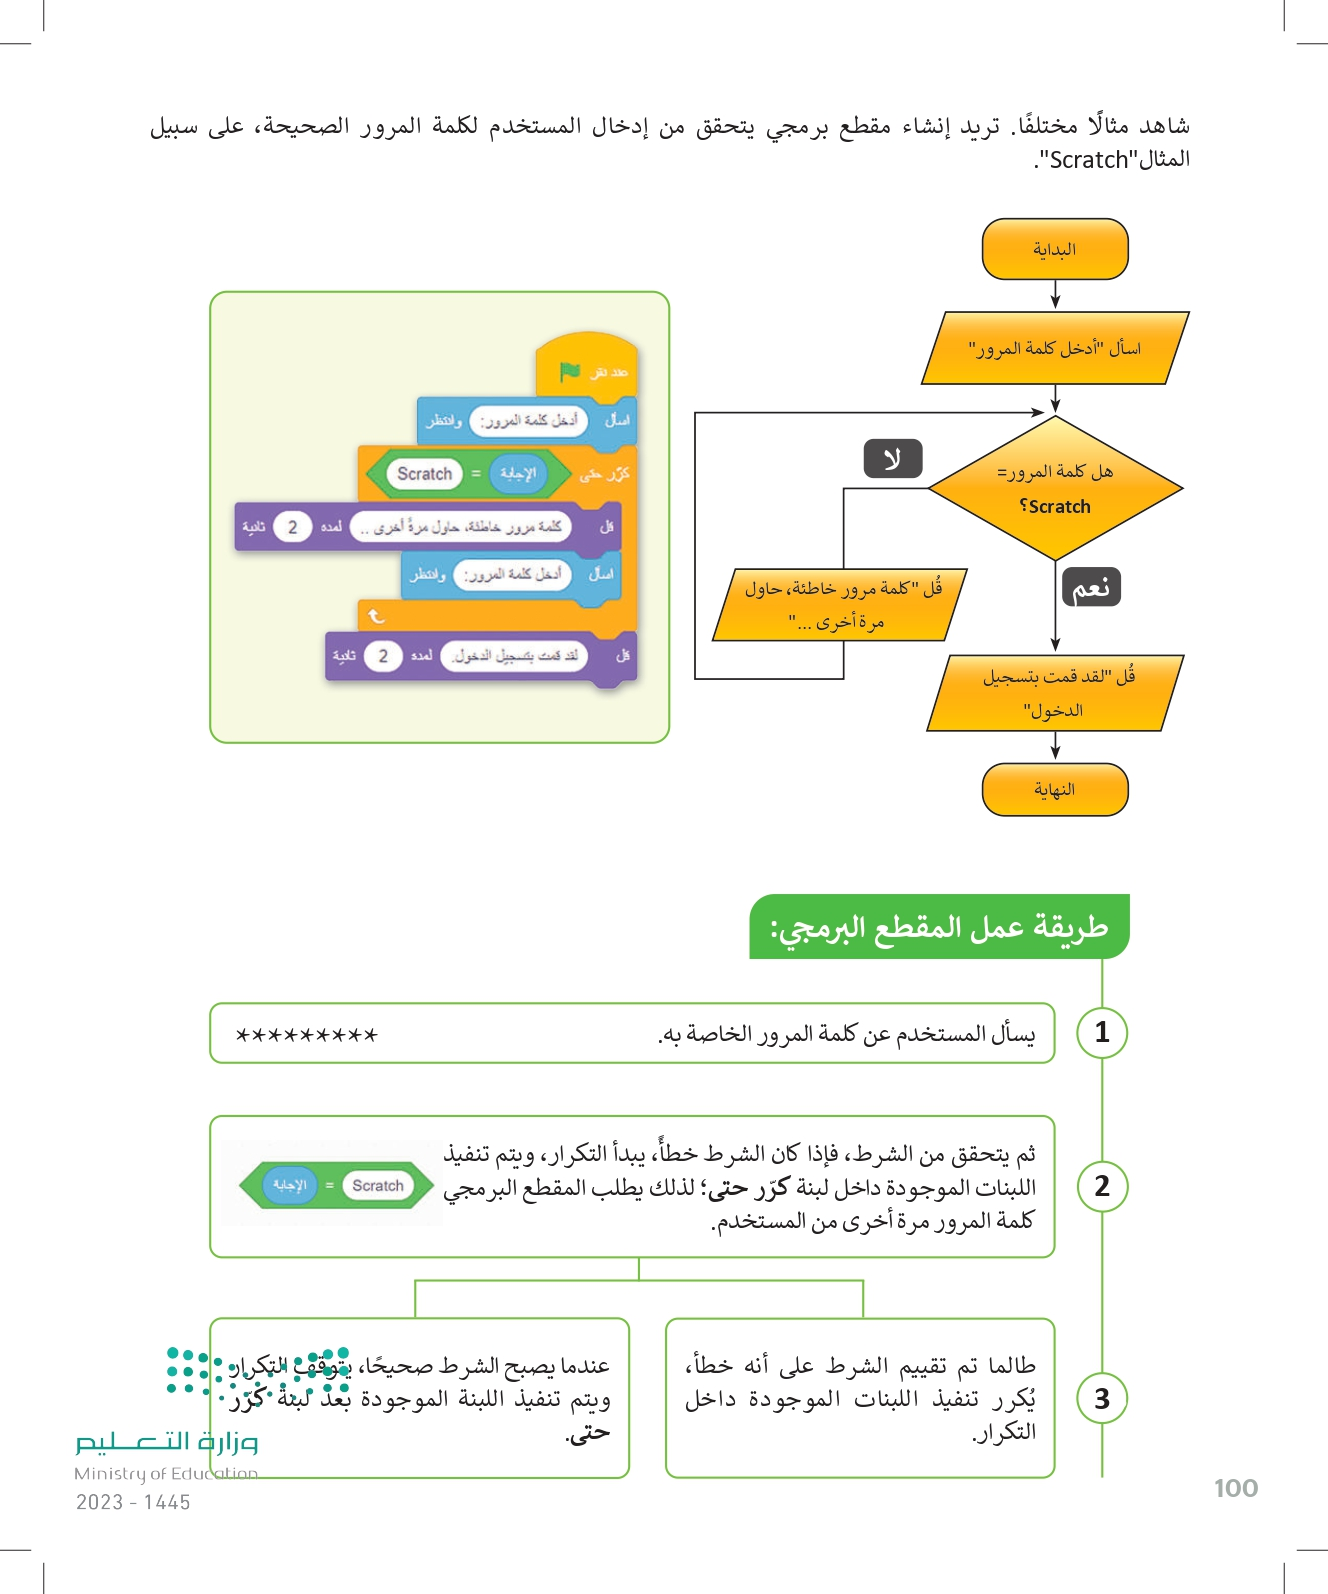 شاهد مثالًا مختلفًا. تريد إنشاء مقطع برمجي يتحقق من إدخال المستخدم لكلمة المرور الصحيحة، على سبيل
المثال"Scratch".
البداية
اسأل "أدخل كلمة المرور"
هل كلمة المرور=
Scratch؟
لا
نعم
قُل "كلمة مرور خاطئة، حاول
مرة أخرى ..."
قُل "لقد قمت بتسجيل
الدخول"
النهاية
عند نقر
اسأل أدخل كلمة المرور: وانتظر
كرّر حتى الإجابة = Scratch
قل كلمة مرور خاطئة، حاول مرة أخرى .. لمدة 2 ثانية
اسأل أدخل كلمة المرور: وانتظر
قل لقد قمت بتسجيل الدخول. لمدة 2 ثانية
طريقة عمل المقطع البرمجي:
1
يسأل المستخدم عن كلمة المرور الخاصة به. *********
2
ثم يتحقق من الشرط، فإذا كان الشرط خطأً، يبدأ التكرار، ويتم تنفيذ
اللبنات الموجودة داخل لبنة كرّر حتى؛ لذلك يطلب المقطع البرمجي
كلمة المرور مرة أخرى من المستخدم.
الإجابة = Scratch
3
طالما تم تقييم الشرط على أنه خطأ،
يُكرر تنفيذ اللبنات الموجودة داخل
التكرار.
عندما يصبح الشرط صحيحًا، يتوقف التكرار
ويتم تنفيذ اللبنة الموجودة بعد لبنة كرّر
حتى.
وزارة التعليم
Ministry of Education
2023 - 1445
100